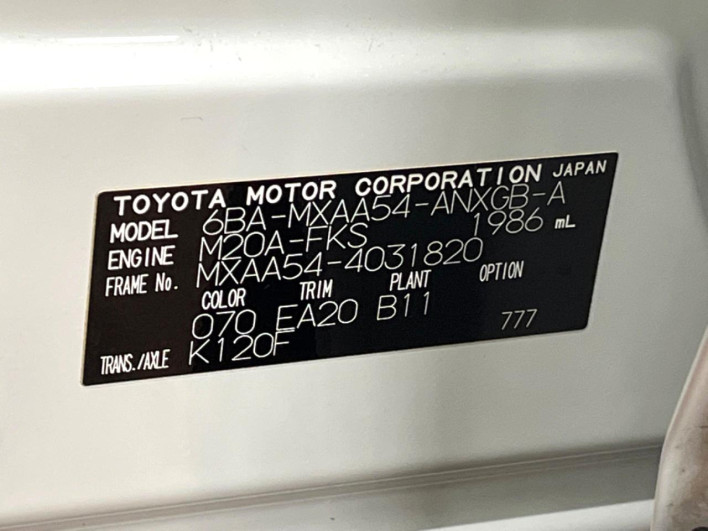 TOYOTA MOTOR CORPORATION JAPAN
MODEL 6BA-MXAA54-ANXGB-A
ENGINE M20A-FKS 1986 mL
FRAME No. MXAA54-4031820
COLOR TRIM PLANT OPTION
070 EA20 B11 777
TRANS./AXLE K120F